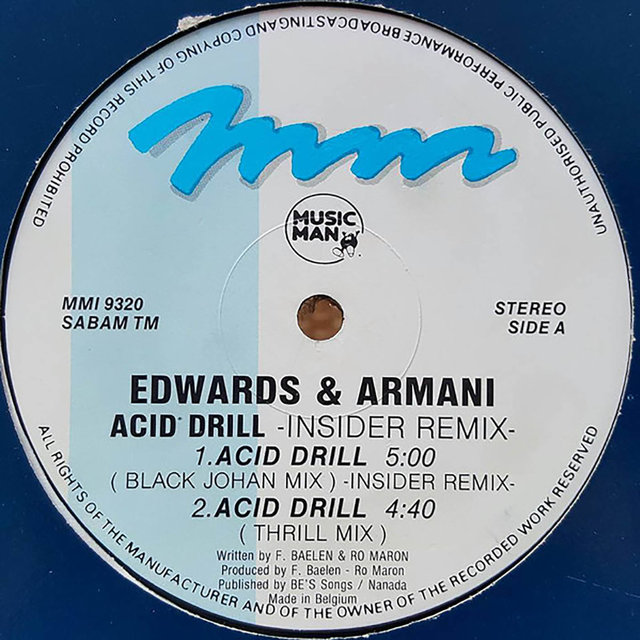 UNAUTHORISED PUBLIC PERFORMANCE BROADCASTING AND COPYING OF THIS RECORD PROHIBITED
mm
MUSIC
MAN
MMI 9320
SABAM TM
STEREO
SIDE A
EDWARDS & ARMANI
ACID DRILL -INSIDER REMIX-
1.ACID DRILL 5:00
( BLACK JOHAN MIX ) -INSIDER REMIX-
2.ACID DRILL 4:40
( THRILL MIX )
Written by F. BAELEN & RO MARON
Produced by F. Baelen - Ro Maron
Published by BE'S Songs / Nanada
Made in Belgium
ALL RIGHTS OF THE MANUFACTURER AND OF THE OWNER OF THE RECORDED WORK RESERVED